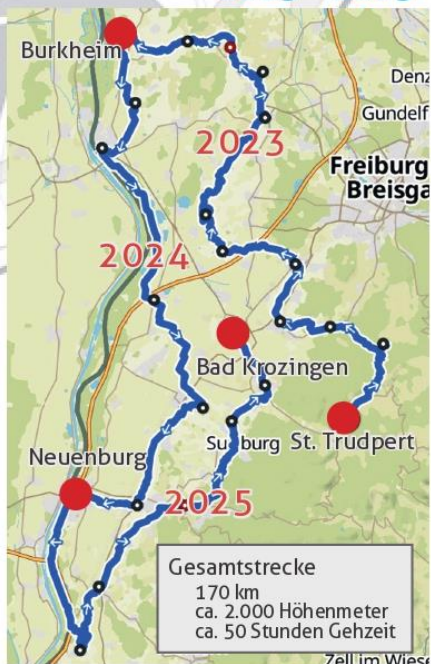 Burkheim
Denz
Gundelf
2023
Freiburg
Breisga
2024
Bad Krozingen
Su burg
St. Trudpert
Neuenburg
2025
Gesamtstrecke
170 km
ca. 2.000 Höhenmeter
ca. 50 Stunden Gehzeit
Zell im Wiese